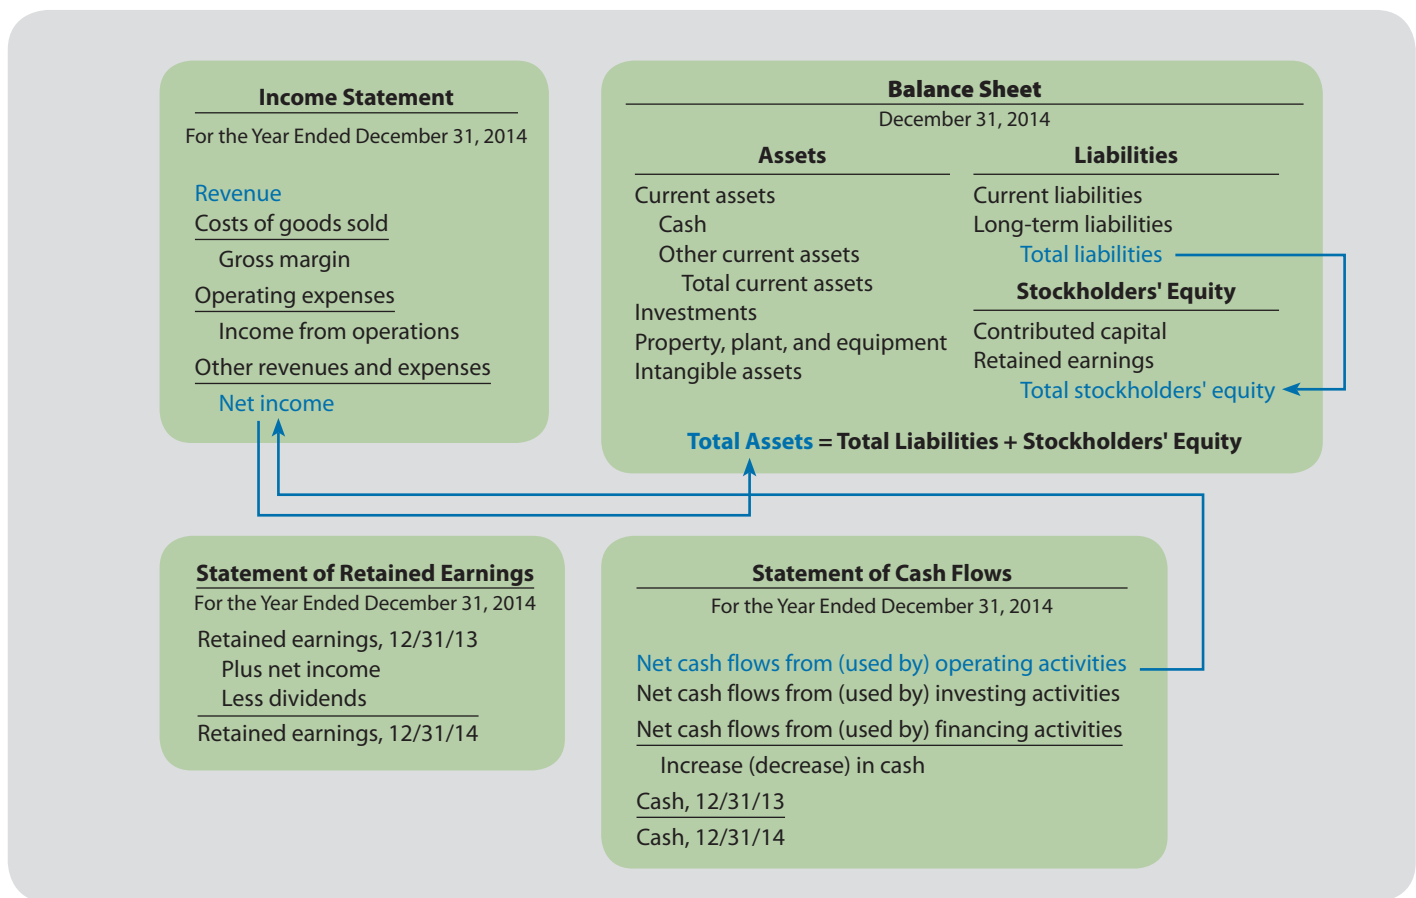 Income Statement
For the Year Ended December 31, 2014
Revenue
Costs of goods sold
Gross margin
Operating expenses
Income from operations
Other revenues and expenses
Net income
Balance Sheet
December 31, 2014
Assets
Current assets
Cash
Other current assets
Total current assets
Investments
Property, plant, and equipment
Intangible assets
Liabilities
Current liabilities
Long-term liabilities
Total liabilities
Stockholders' Equity
Contributed capital
Retained earnings
Total stockholders' equity
Total Assets = Total Liabilities + Stockholders' Equity
Statement of Retained Earnings
For the Year Ended December 31, 2014
Retained earnings, 12/31/13
Plus net income
Less dividends
Retained earnings, 12/31/14
Statement of Cash Flows
For the Year Ended December 31, 2014
Net cash flows from (used by) operating activities
Net cash flows from (used by) investing activities
Net cash flows from (used by) financing activities
Increase (decrease) in cash
Cash, 12/31/13
Cash, 12/31/14